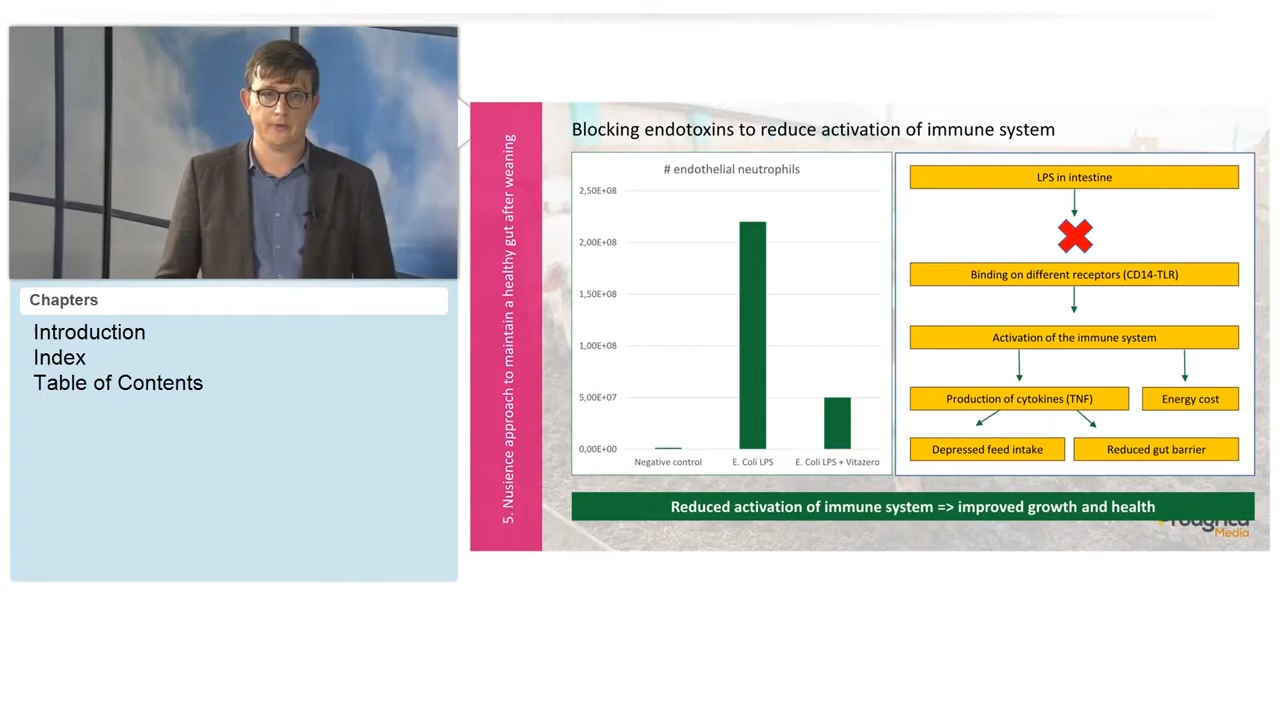 Chapters
Introduction
Index
Table of Contents
5. Nusience approach to maintain a healthy gut after weaning
Blocking endotoxins to reduce activation of immune system
# endothelial neutrophils
2,50E+08
2,00E+08
1,50E+08
1,00E+08
5,00E+07
0,00E+00
Negative control
E. Coli LPS
E. Coli LPS + Vitazero
LPS in intestine
Binding on different receptors (CD14-TLR)
Activation of the immune system
Production of cytokines (TNF)
Energy cost
Depressed feed intake
Reduced gut barrier
Reduced activation of immune system => improved growth and health
Media